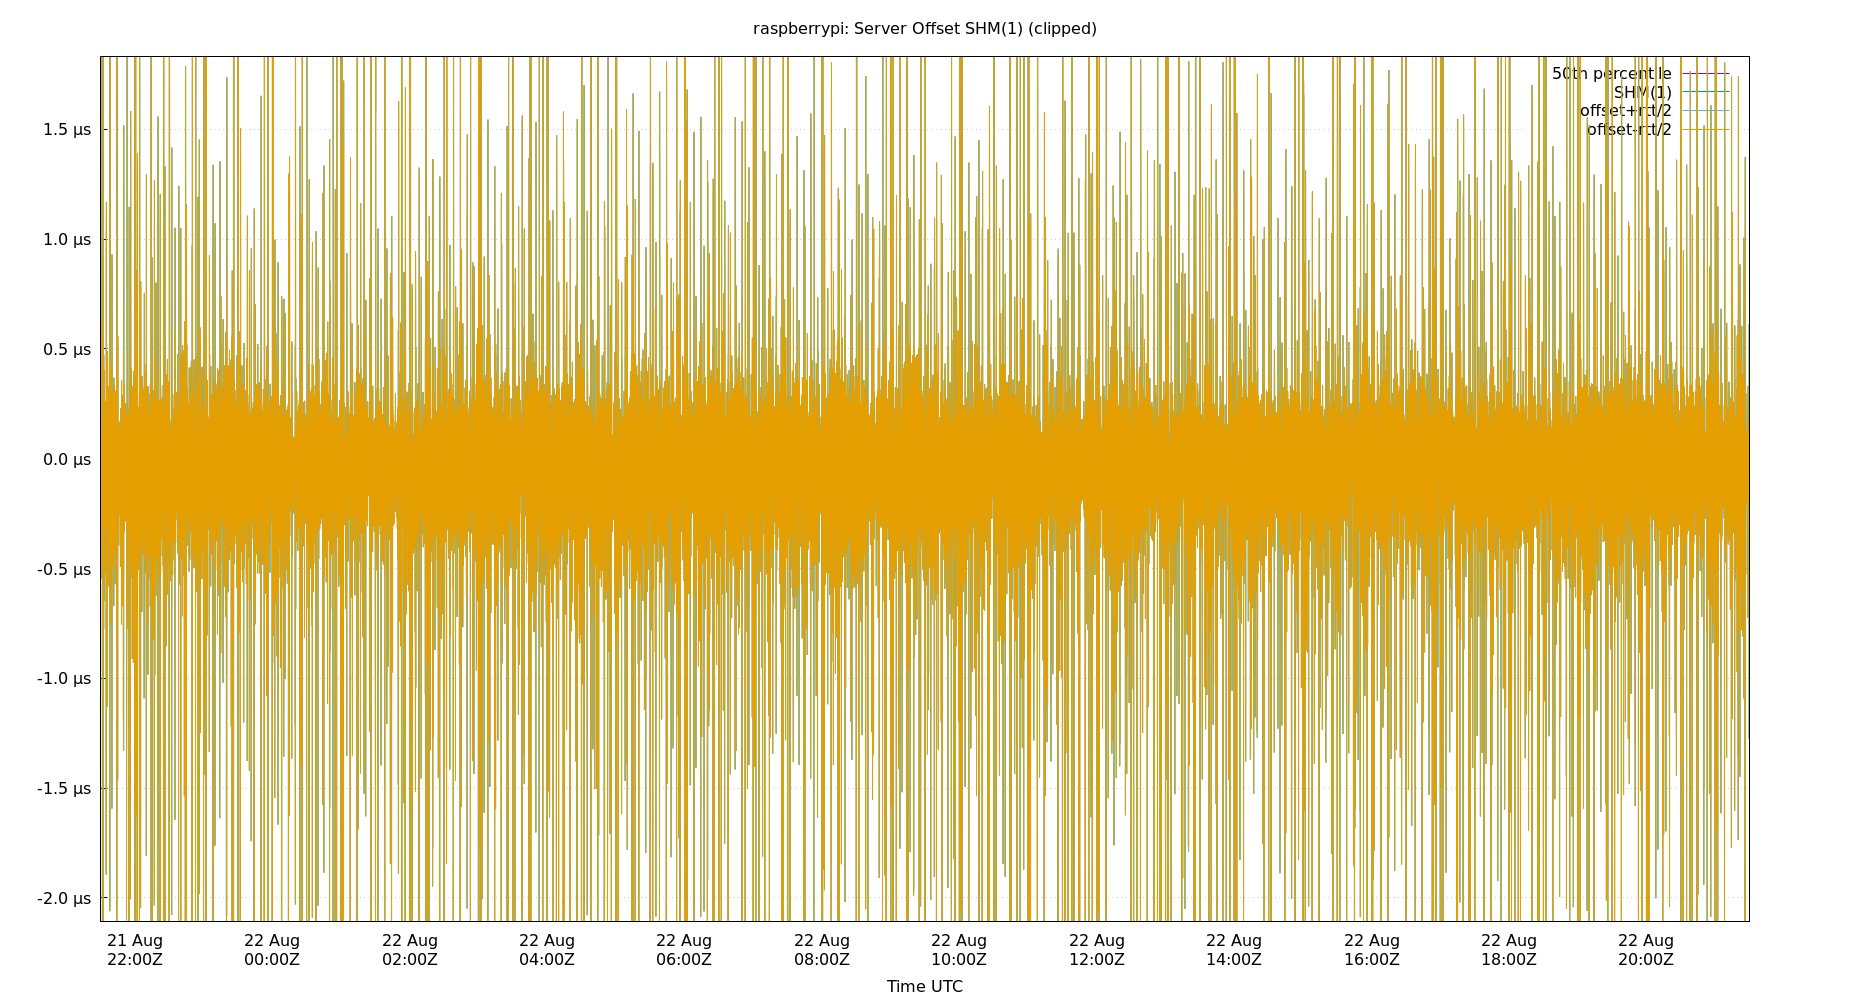 raspberrypi: Server Offset SHM(1) (clipped)
50th percentile
SHM(1)
offset+rtt/2
offset-rtt/2
1.5 µs
1.0 µs
0.5 µs
0.0 µs
-0.5 µs
-1.0 µs
-1.5 µs
-2.0 µs
21 Aug 22 Aug 22 Aug 22 Aug 22 Aug 22 Aug 22 Aug 22 Aug 22 Aug 22 Aug 22 Aug 22 Aug
22:00Z 00:00Z 02:00Z 04:00Z 06:00Z 08:00Z 10:00Z 12:00Z 14:00Z 16:00Z 18:00Z 20:00Z
Time UTC